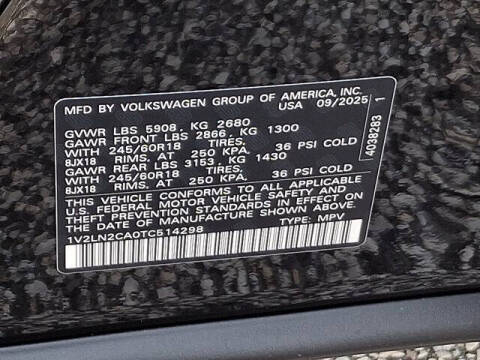 MFD BY VOLKSWAGEN GROUP OF AMERICA, INC.
USA 09/2025
GVWR LBS 5908 . KG 2680
GAWR FRONT LBS 2866 . KG 1300
WITH 245/60R18 TIRES.
8JX18 RIMS. AT 250 KPA. 36 PSI COLD
GAWR REAR LBS 3153 . KG 1430
WITH 245/60R18 TIRES.
8JX18 RIMS. AT 250 KPA. 36 PSI COLD
THIS VEHICLE CONFORMS TO ALL APPLICABLE
U.S. FEDERAL MOTOR VEHICLE SAFETY AND
THEFT PREVENTION STANDARDS IN EFFECT ON
THE DATE OF MANUFACTURE SHOWN ABOVE
1V2LN2CA0TC514298 TYPE: MPV
4038283 1